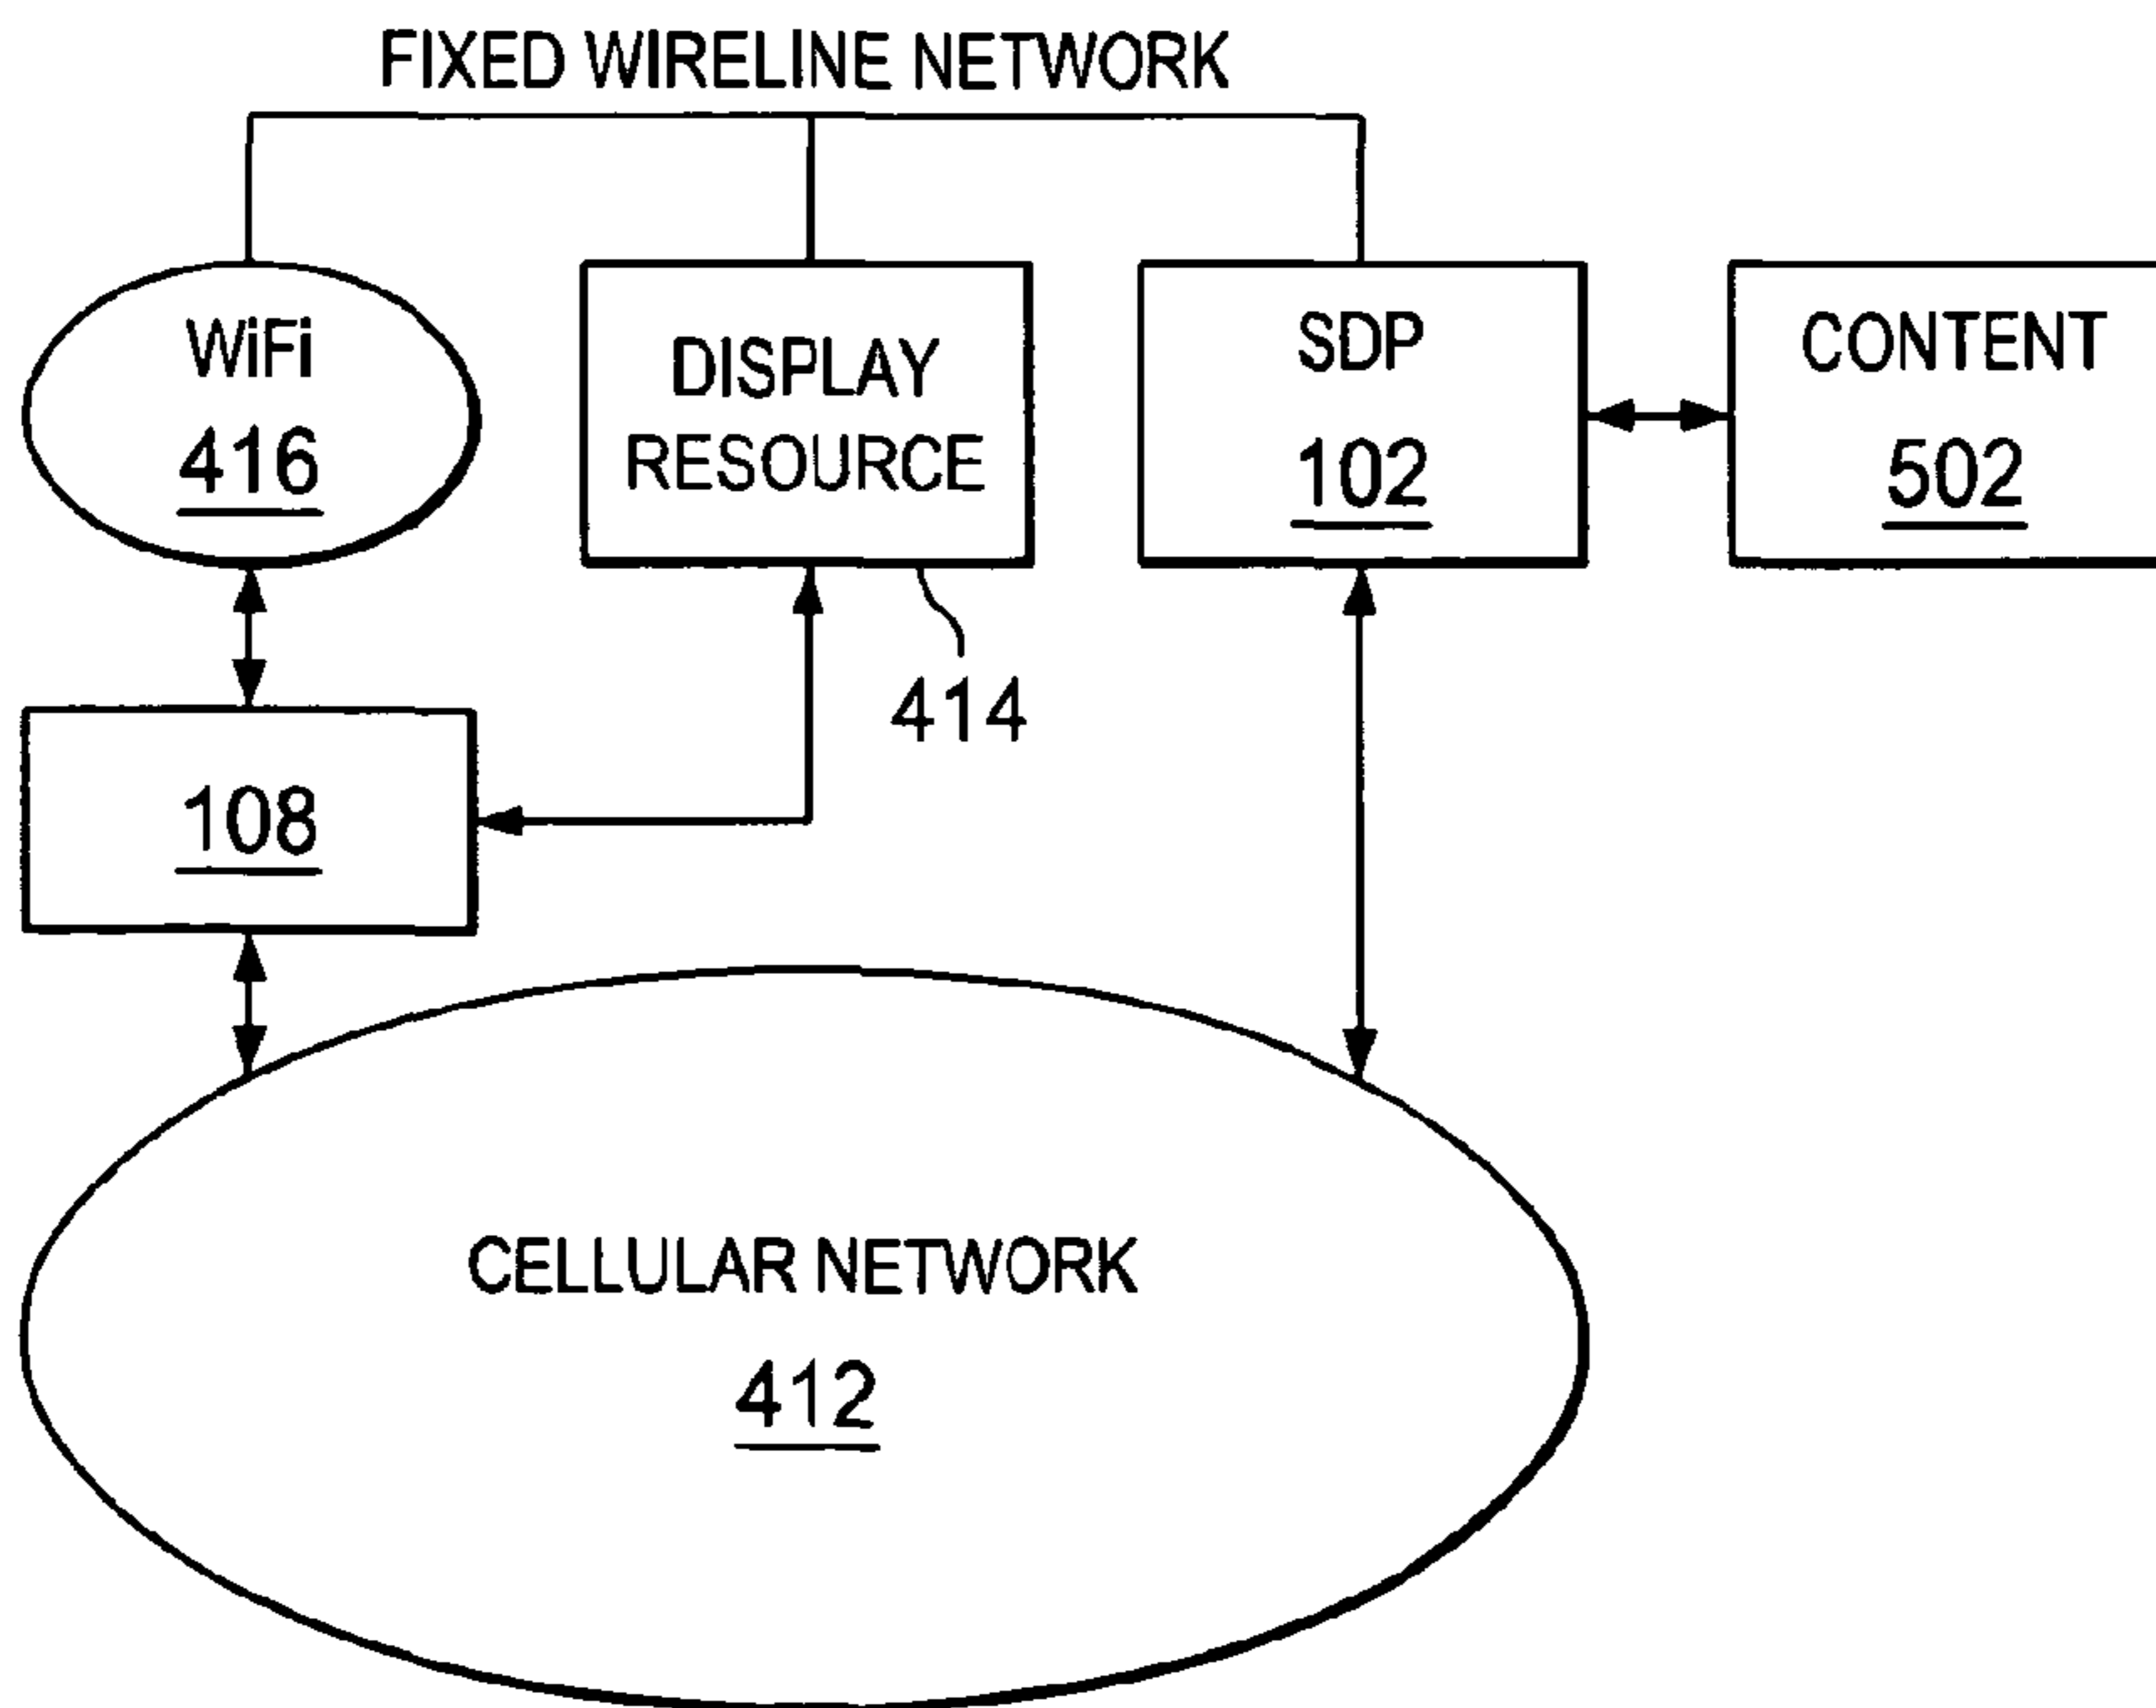 FIXED WIRELINE NETWORK
WiFi
416
DISPLAY
RESOURCE
414
SDP
102
CONTENT
502
108
CELLULAR NETWORK
412